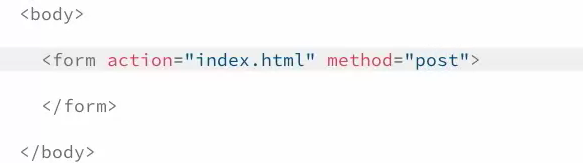 <body>
<form action="index.html" method="post">
</form>
</body>